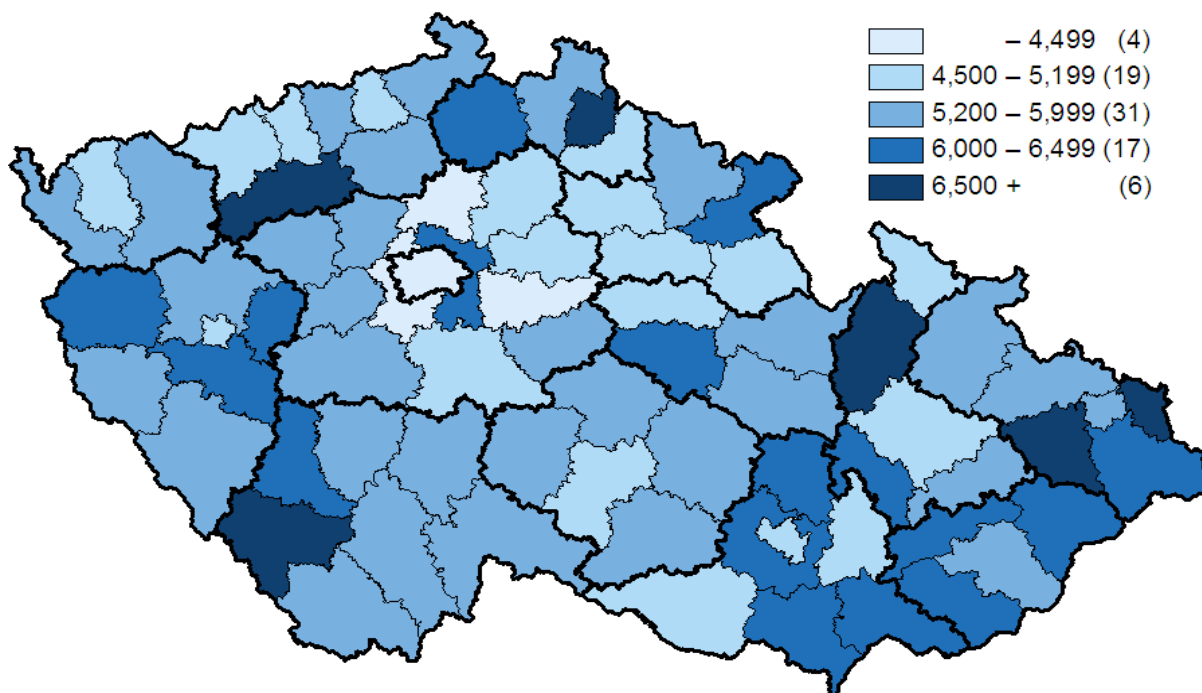 – 4,499 (4)
4,500 – 5,199 (19)
5,200 – 5,999 (31)
6,000 – 6,499 (17)
6,500 + (6)